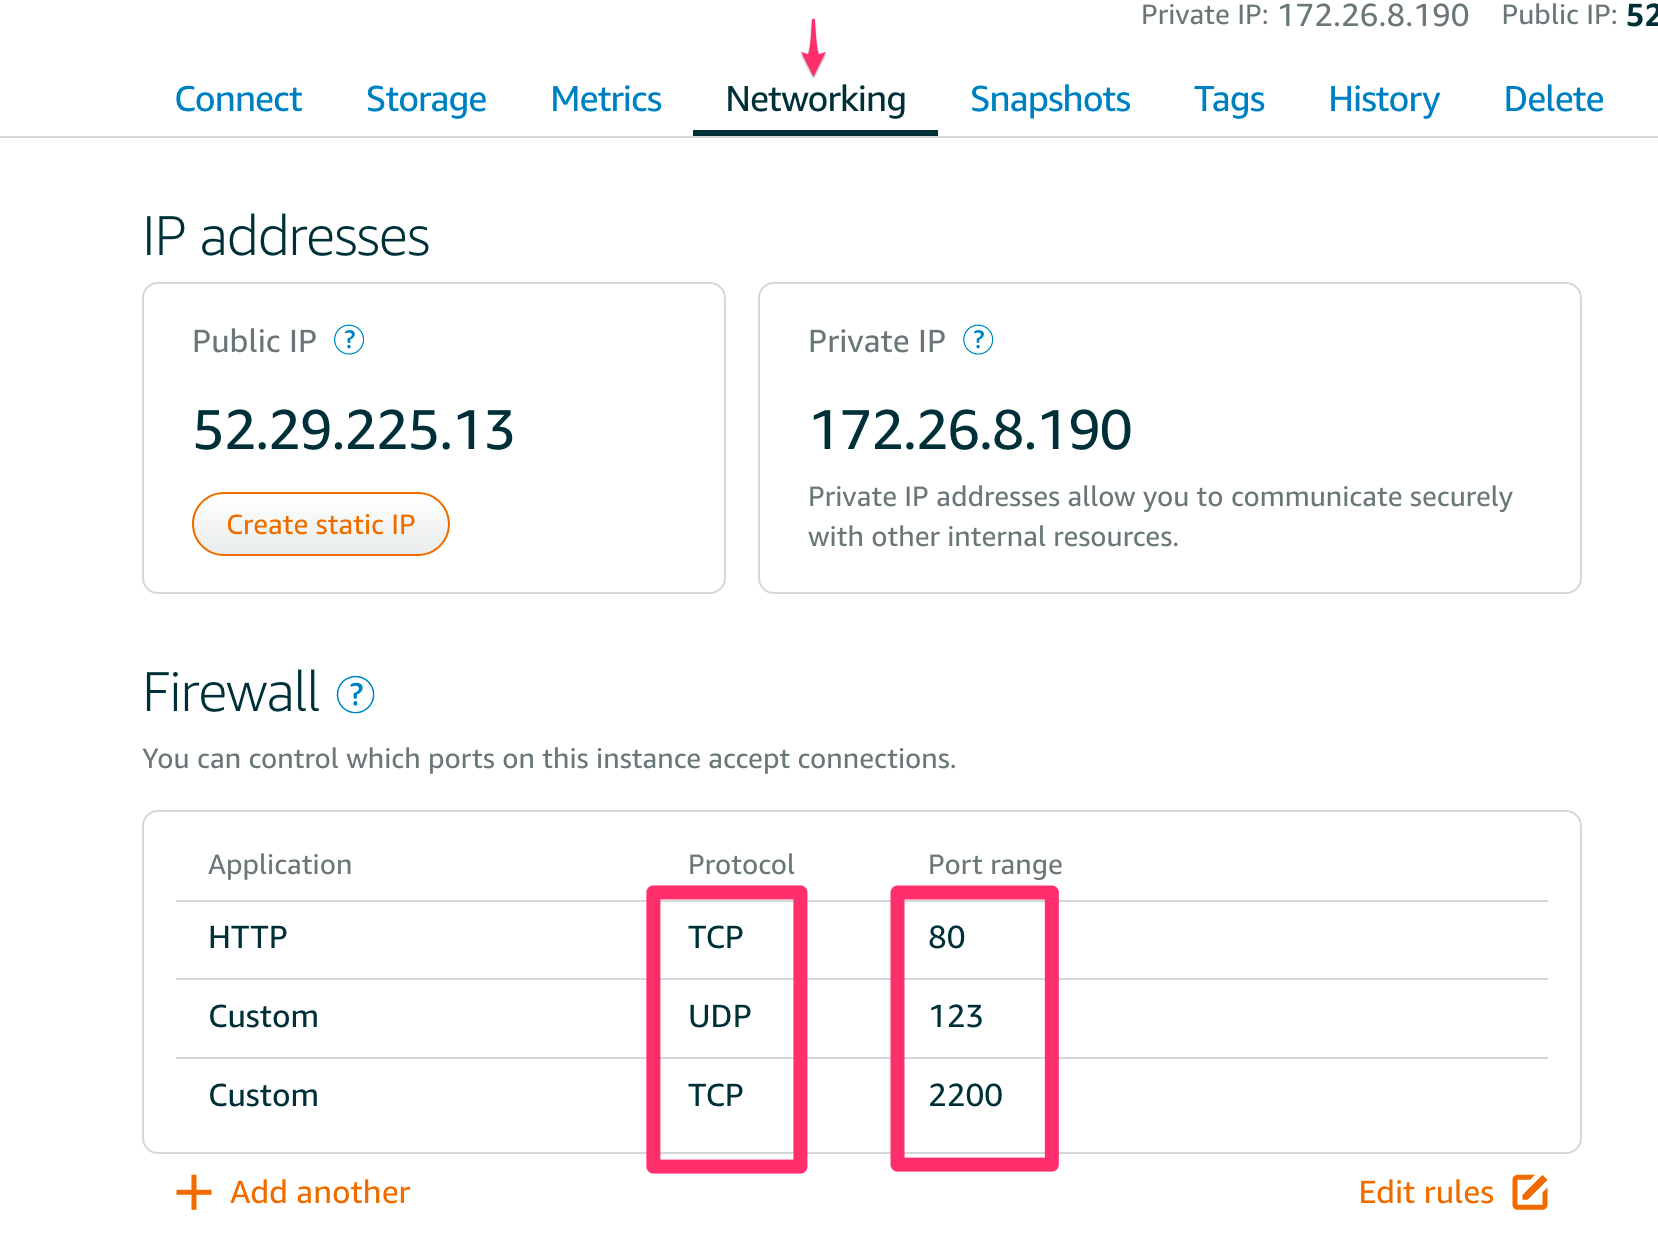 Private IP: 172.26.8.190 Public IP: 52
Connect Storage Metrics Networking Snapshots Tags History Delete
IP addresses
Public IP ?
52.29.225.13
Create static IP
Private IP ?
172.26.8.190
Private IP addresses allow you to communicate securely
with other internal resources.
Firewall ?
You can control which ports on this instance accept connections.
Application Protocol Port range
HTTP TCP 80
Custom UDP 123
Custom TCP 2200
+ Add another Edit rules